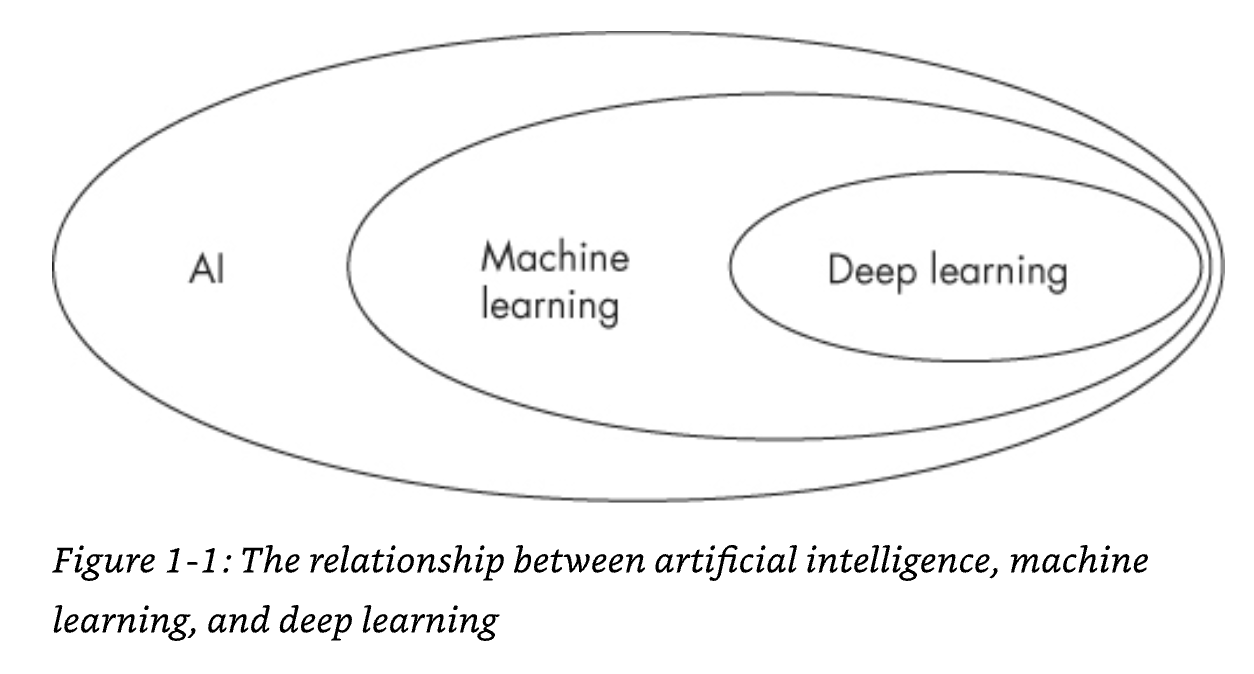 AI
Machine
learning
Deep learning
Figure 1-1: The relationship between artificial intelligence, machine
learning, and deep learning